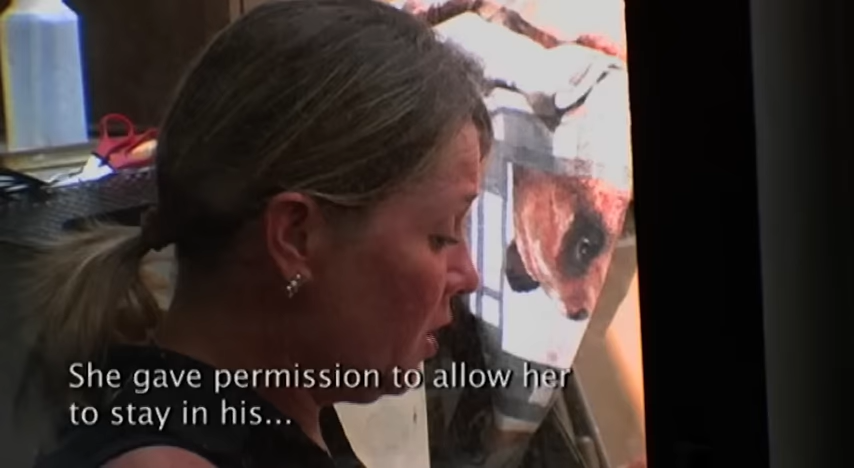 She gave permission to allow her
to stay in his...